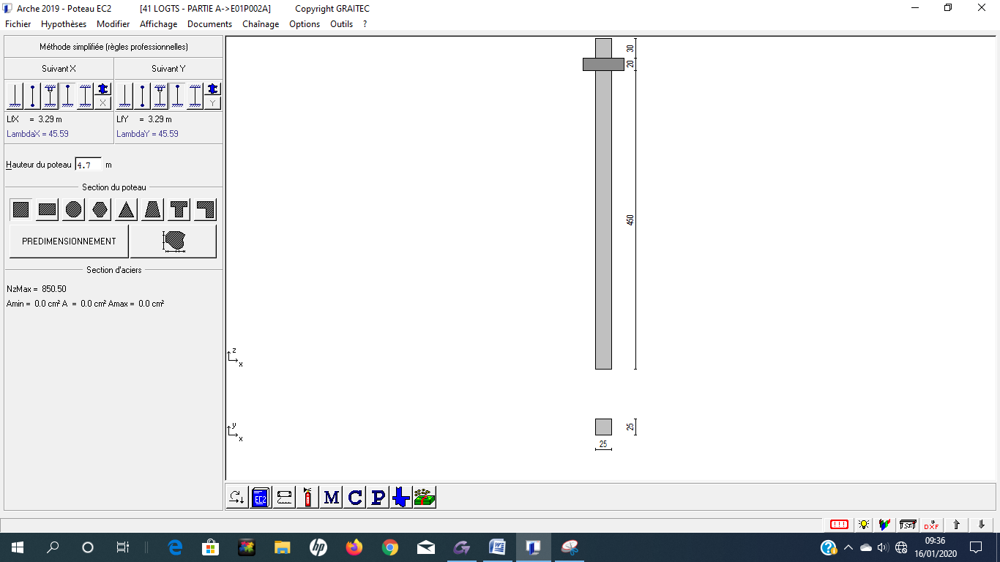 Arche 2019 - Poteau EC2 [41 LOGTS - PARTIE A->E01P002A] Copyright GRAITEC
Fichier Hypothèses Modifier Affichage Documents Chaînage Options Outils ?
Méthode simplifiée (règles professionnelles)
Suivant X Suivant Y
X Y
LfX = 3.29 m LfY = 3.29 m
LambdaX = 45.59 LambdaY = 45.59
Hauteur du poteau 4.7 m
Section du poteau
PREDIMENSIONNEMENT
Section d'aciers
NzMax = 850.50
Amin = 0.0 cm² A = 0.0 cm² Amax = 0.0 cm²
30
20
450
z
x
y
x
25
25
EC2 M C P
DXF
09:36
16/01/2020